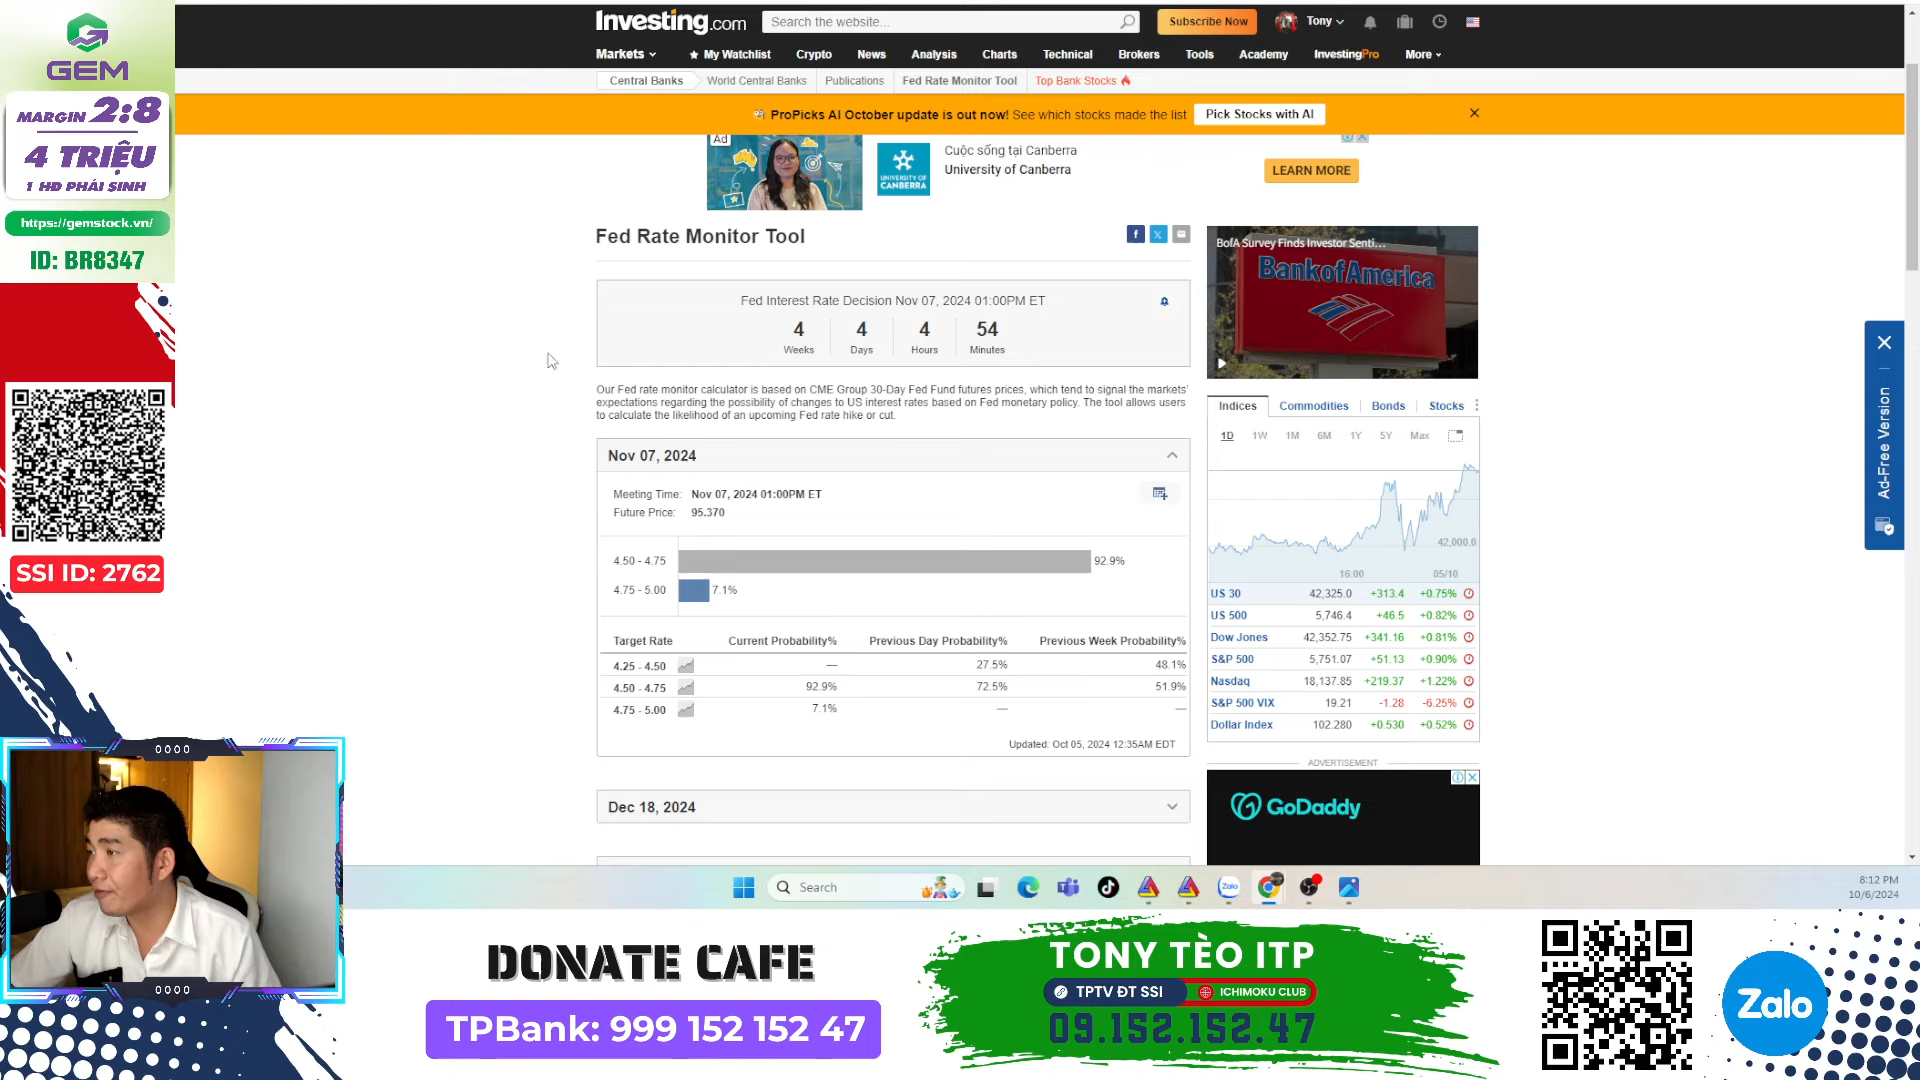 GEM
MARGIN 2:8
4 TRIỆU
1 HĐ PHÁI SINH
https://gemstock.vn/
ID: BR8347
SSI ID: 2762
Investing.com
Search the website...
Subscribe Now
Tony
Markets
My Watchlist
Crypto
News
Analysis
Charts
Technical
Brokers
Tools
Academy
InvestingPro
More
Central Banks
World Central Banks
Publications
Fed Rate Monitor Tool
Top Bank Stocks
ProPicks AI October update is out now! See which stocks made the list
Pick Stocks with AI
Ad
UNIVERSITY OF
CANBERRA
Cuộc sống tại Canberra
University of Canberra
LEARN MORE
Fed Rate Monitor Tool
Fed Interest Rate Decision Nov 07, 2024 01:00PM ET
4 4 4 54
Weeks Days Hours Minutes
Our Fed rate monitor calculator is based on CME Group 30-Day Fed Fund futures prices, which tend to signal the markets'
expectations regarding the possibility of changes to US interest rates based on Fed monetary policy. The tool allows users
to calculate the likelihood of an upcoming Fed rate hike or cut.
Nov 07, 2024
Meeting Time: Nov 07, 2024 01:00PM ET
Future Price: 95.370
4.50 - 4.75 92.9%
4.75 - 5.00 7.1%
Target Rate Current Probability% Previous Day Probability% Previous Week Probability%
4.25 - 4.50 — 27.5% 48.1%
4.50 - 4.75 92.9% 72.5% 51.9%
4.75 - 5.00 7.1% — —
Updated: Oct 05, 2024 12:35AM EDT
Dec 18, 2024
BofA Survey Finds Investor Senti...
Bank of America
Indices Commodities Bonds Stocks
1D 1W 1M 6M 1Y 5Y Max
42,000.0
16:00 05/10
US 30 42,325.0 +313.4 +0.75%
US 500 5,746.4 +46.5 +0.82%
Dow Jones 42,352.75 +341.16 +0.81%
S&P 500 5,751.07 +51.13 +0.90%
Nasdaq 18,137.85 +219.37 +1.22%
S&P 500 VIX 19.21 -1.28 -6.25%
Dollar Index 102.280 +0.530 +0.52%
ADVERTISEMENT
GoDaddy
Ad-Free Version
Search
Zalo
8:12 PM
10/6/2024
DONATE CAFE
TPBank: 999 152 152 47
TONY TÈO ITP
TPTV ĐT SSI
ICHIMOKU CLUB
09.152.152.47
Zalo